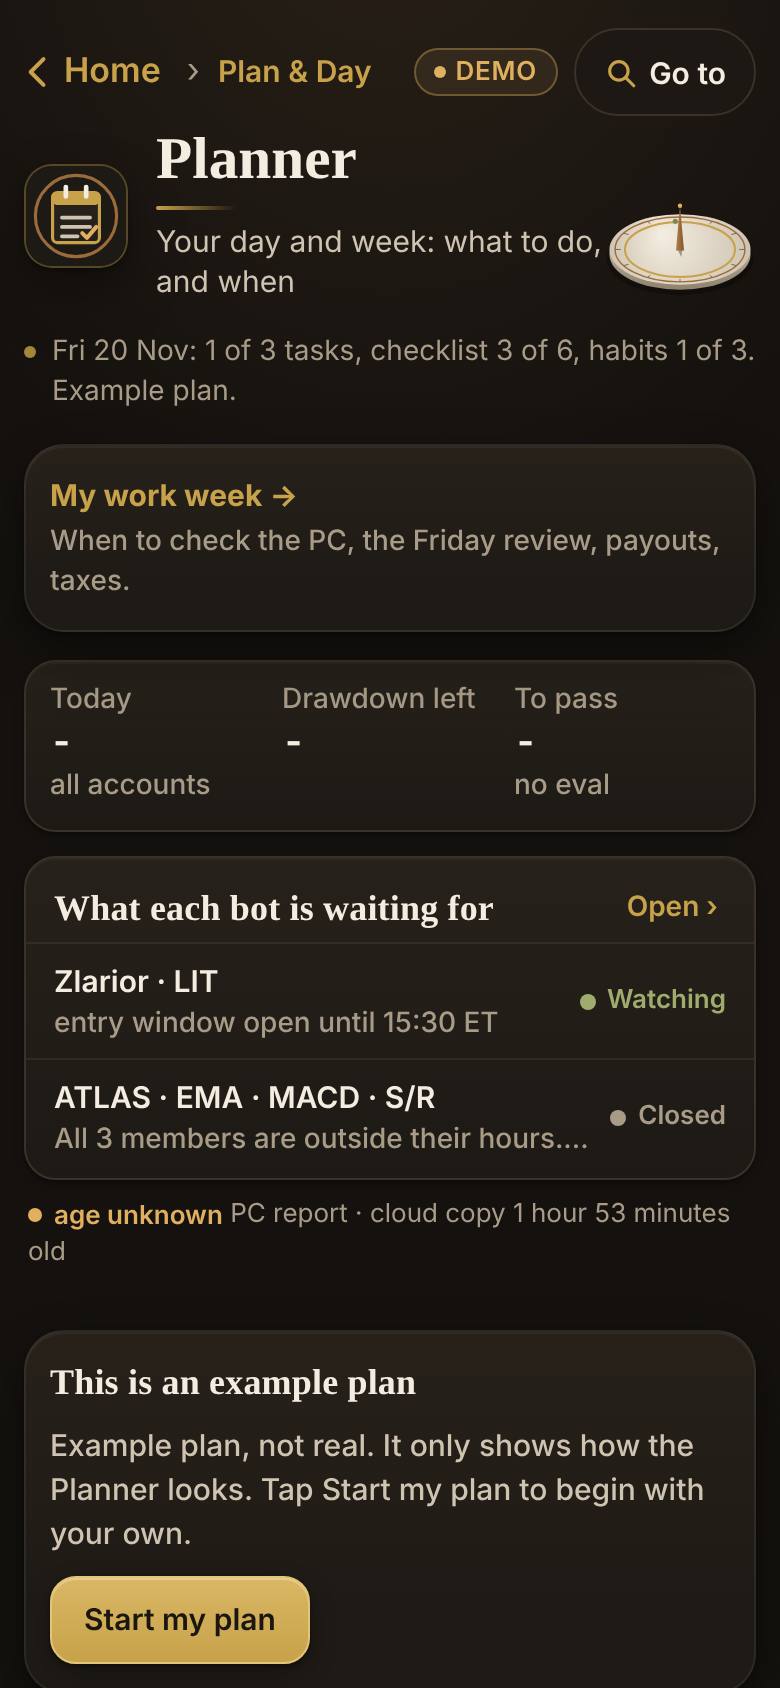 Home › Plan & Day
DEMO
Go to
Planner
Your day and week: what to do,
and when
Fri 20 Nov: 1 of 3 tasks, checklist 3 of 6, habits 1 of 3.
Example plan.
My work week →
When to check the PC, the Friday review, payouts,
taxes.
Today
-
all accounts
Drawdown left
-
To pass
-
no eval
What each bot is waiting for
Open ›
Zlarior · LIT
entry window open until 15:30 ET
Watching
ATLAS · EMA · MACD · S/R
All 3 members are outside their hours....
Closed
age unknown PC report · cloud copy 1 hour 53 minutes
old
This is an example plan
Example plan, not real. It only shows how the
Planner looks. Tap Start my plan to begin with
your own.
Start my plan